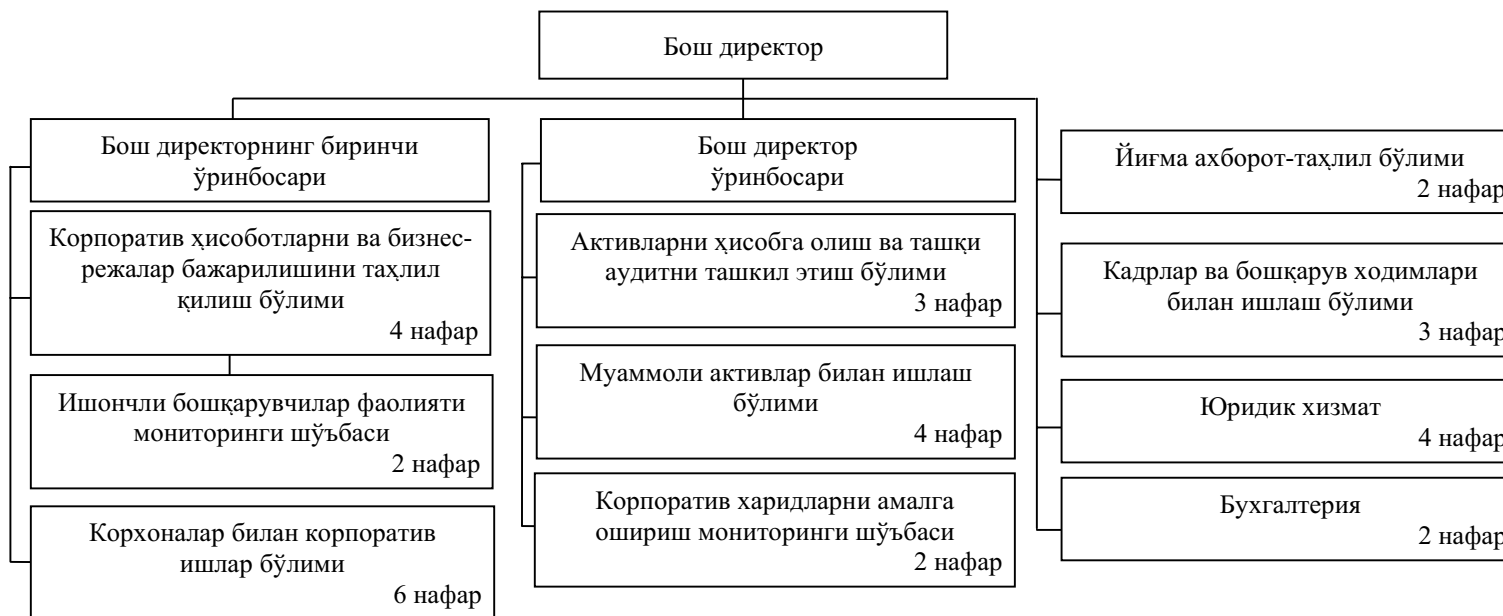 Бош директор
Бош директорнинг биринчи
ўринбосари
Корпоратив ҳисоботларни ва бизнес-
режалар бажарилишини таҳлил
қилиш бўлими
4 нафар
Ишончли бошқарувчилар фаолияти
мониторинги шўъбаси
2 нафар
Корхоналар билан корпоратив
ишлар бўлими
6 нафар
Бош директор
ўринбосари
Активларни ҳисобга олиш ва ташқи
аудитни ташкил этиш бўлими
3 нафар
Муаммоли активлар билан ишлаш
бўлими
4 нафар
Корпоратив харидларни амалга
ошириш мониторинги шўъбаси
2 нафар
Йиғма ахборот-таҳлил бўлими
2 нафар
Кадрлар ва бошқарув ходимлари
билан ишлаш бўлими
3 нафар
Юридик хизмат
4 нафар
Бухгалтерия
2 нафар